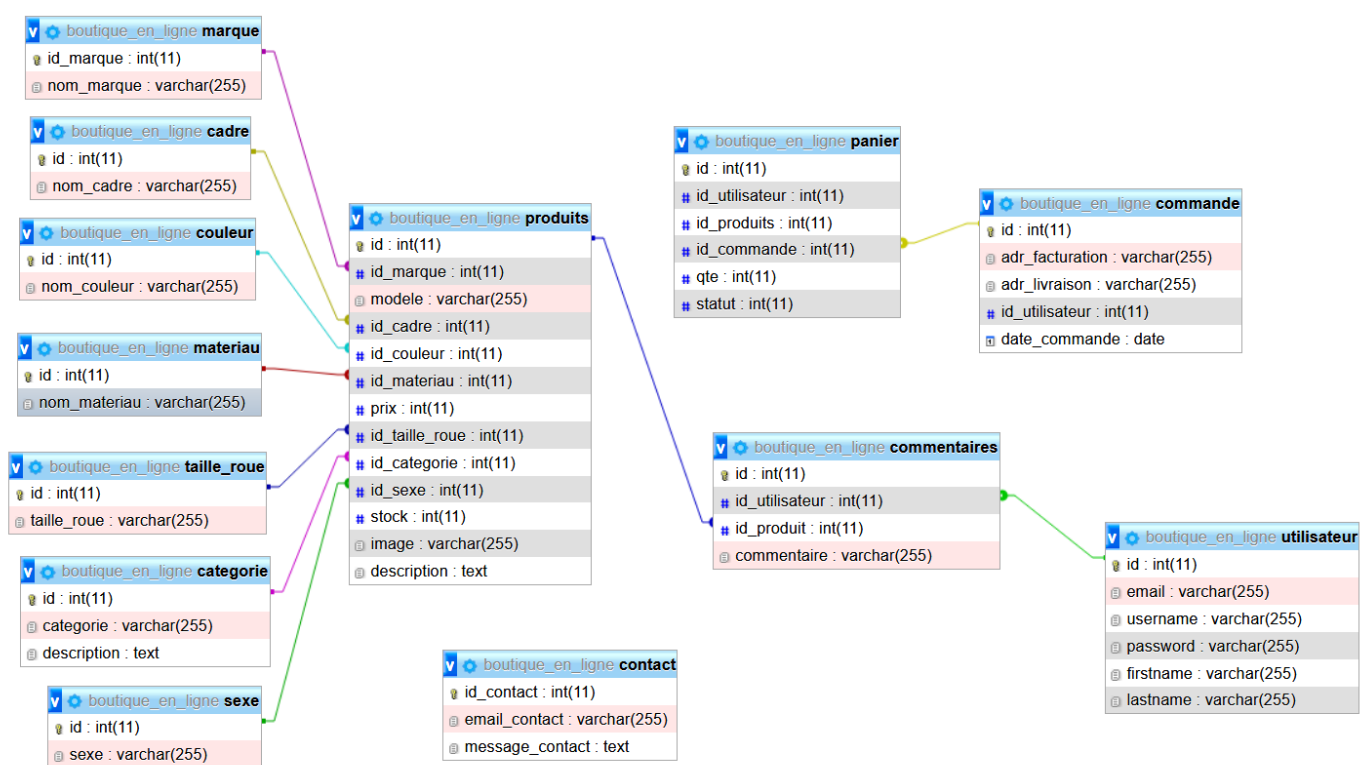 boutique_en_ligne marque
id_marque : int(11)
nom_marque : varchar(255)
boutique_en_ligne cadre
id : int(11)
nom_cadre : varchar(255)
boutique_en_ligne couleur
id : int(11)
nom_couleur : varchar(255)
boutique_en_ligne materiau
id : int(11)
nom_materiau : varchar(255)
boutique_en_ligne taille_roue
id : int(11)
taille_roue : varchar(255)
boutique_en_ligne categorie
id : int(11)
categorie : varchar(255)
description : text
boutique_en_ligne sexe
id : int(11)
sexe : varchar(255)
boutique_en_ligne produits
id : int(11)
id_marque : int(11)
modele : varchar(255)
id_cadre : int(11)
id_couleur : int(11)
id_materiau : int(11)
prix : int(11)
id_taille_roue : int(11)
id_categorie : int(11)
id_sexe : int(11)
stock : int(11)
image : varchar(255)
description : text
boutique_en_ligne contact
id_contact : int(11)
email_contact : varchar(255)
message_contact : text
boutique_en_ligne panier
id : int(11)
id_utilisateur : int(11)
id_produits : int(11)
id_commande : int(11)
qte : int(11)
statut : int(11)
boutique_en_ligne commande
id : int(11)
adr_facturation : varchar(255)
adr_livraison : varchar(255)
id_utilisateur : int(11)
date_commande : date
boutique_en_ligne commentaires
id : int(11)
id_utilisateur : int(11)
id_produit : int(11)
commentaire : varchar(255)
boutique_en_ligne utilisateur
id : int(11)
email : varchar(255)
username : varchar(255)
password : varchar(255)
firstname : varchar(255)
lastname : varchar(255)